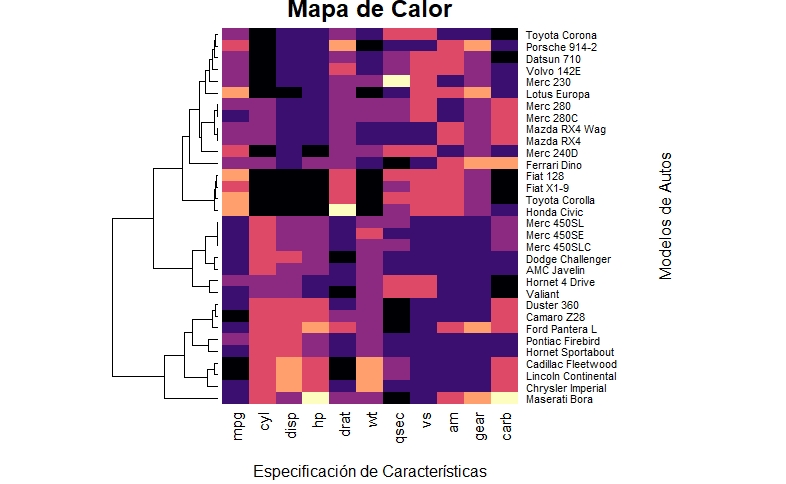 Mapa de Calor
Toyota Corona
Porsche 914-2
Datsun 710
Volvo 142E
Merc 230
Lotus Europa
Merc 280
Merc 280C
Mazda RX4 Wag
Mazda RX4
Merc 240D
Ferrari Dino
Fiat 128
Fiat X1-9
Toyota Corolla
Honda Civic
Merc 450SL
Merc 450SE
Merc 450SLC
Dodge Challenger
AMC Javelin
Hornet 4 Drive
Valiant
Duster 360
Camaro Z28
Ford Pantera L
Pontiac Firebird
Hornet Sportabout
Cadillac Fleetwood
Lincoln Continental
Chrysler Imperial
Maserati Bora
Modelos de Autos
mpg
cyl
disp
hp
drat
wt
qsec
vs
am
gear
carb
Especificación de Características